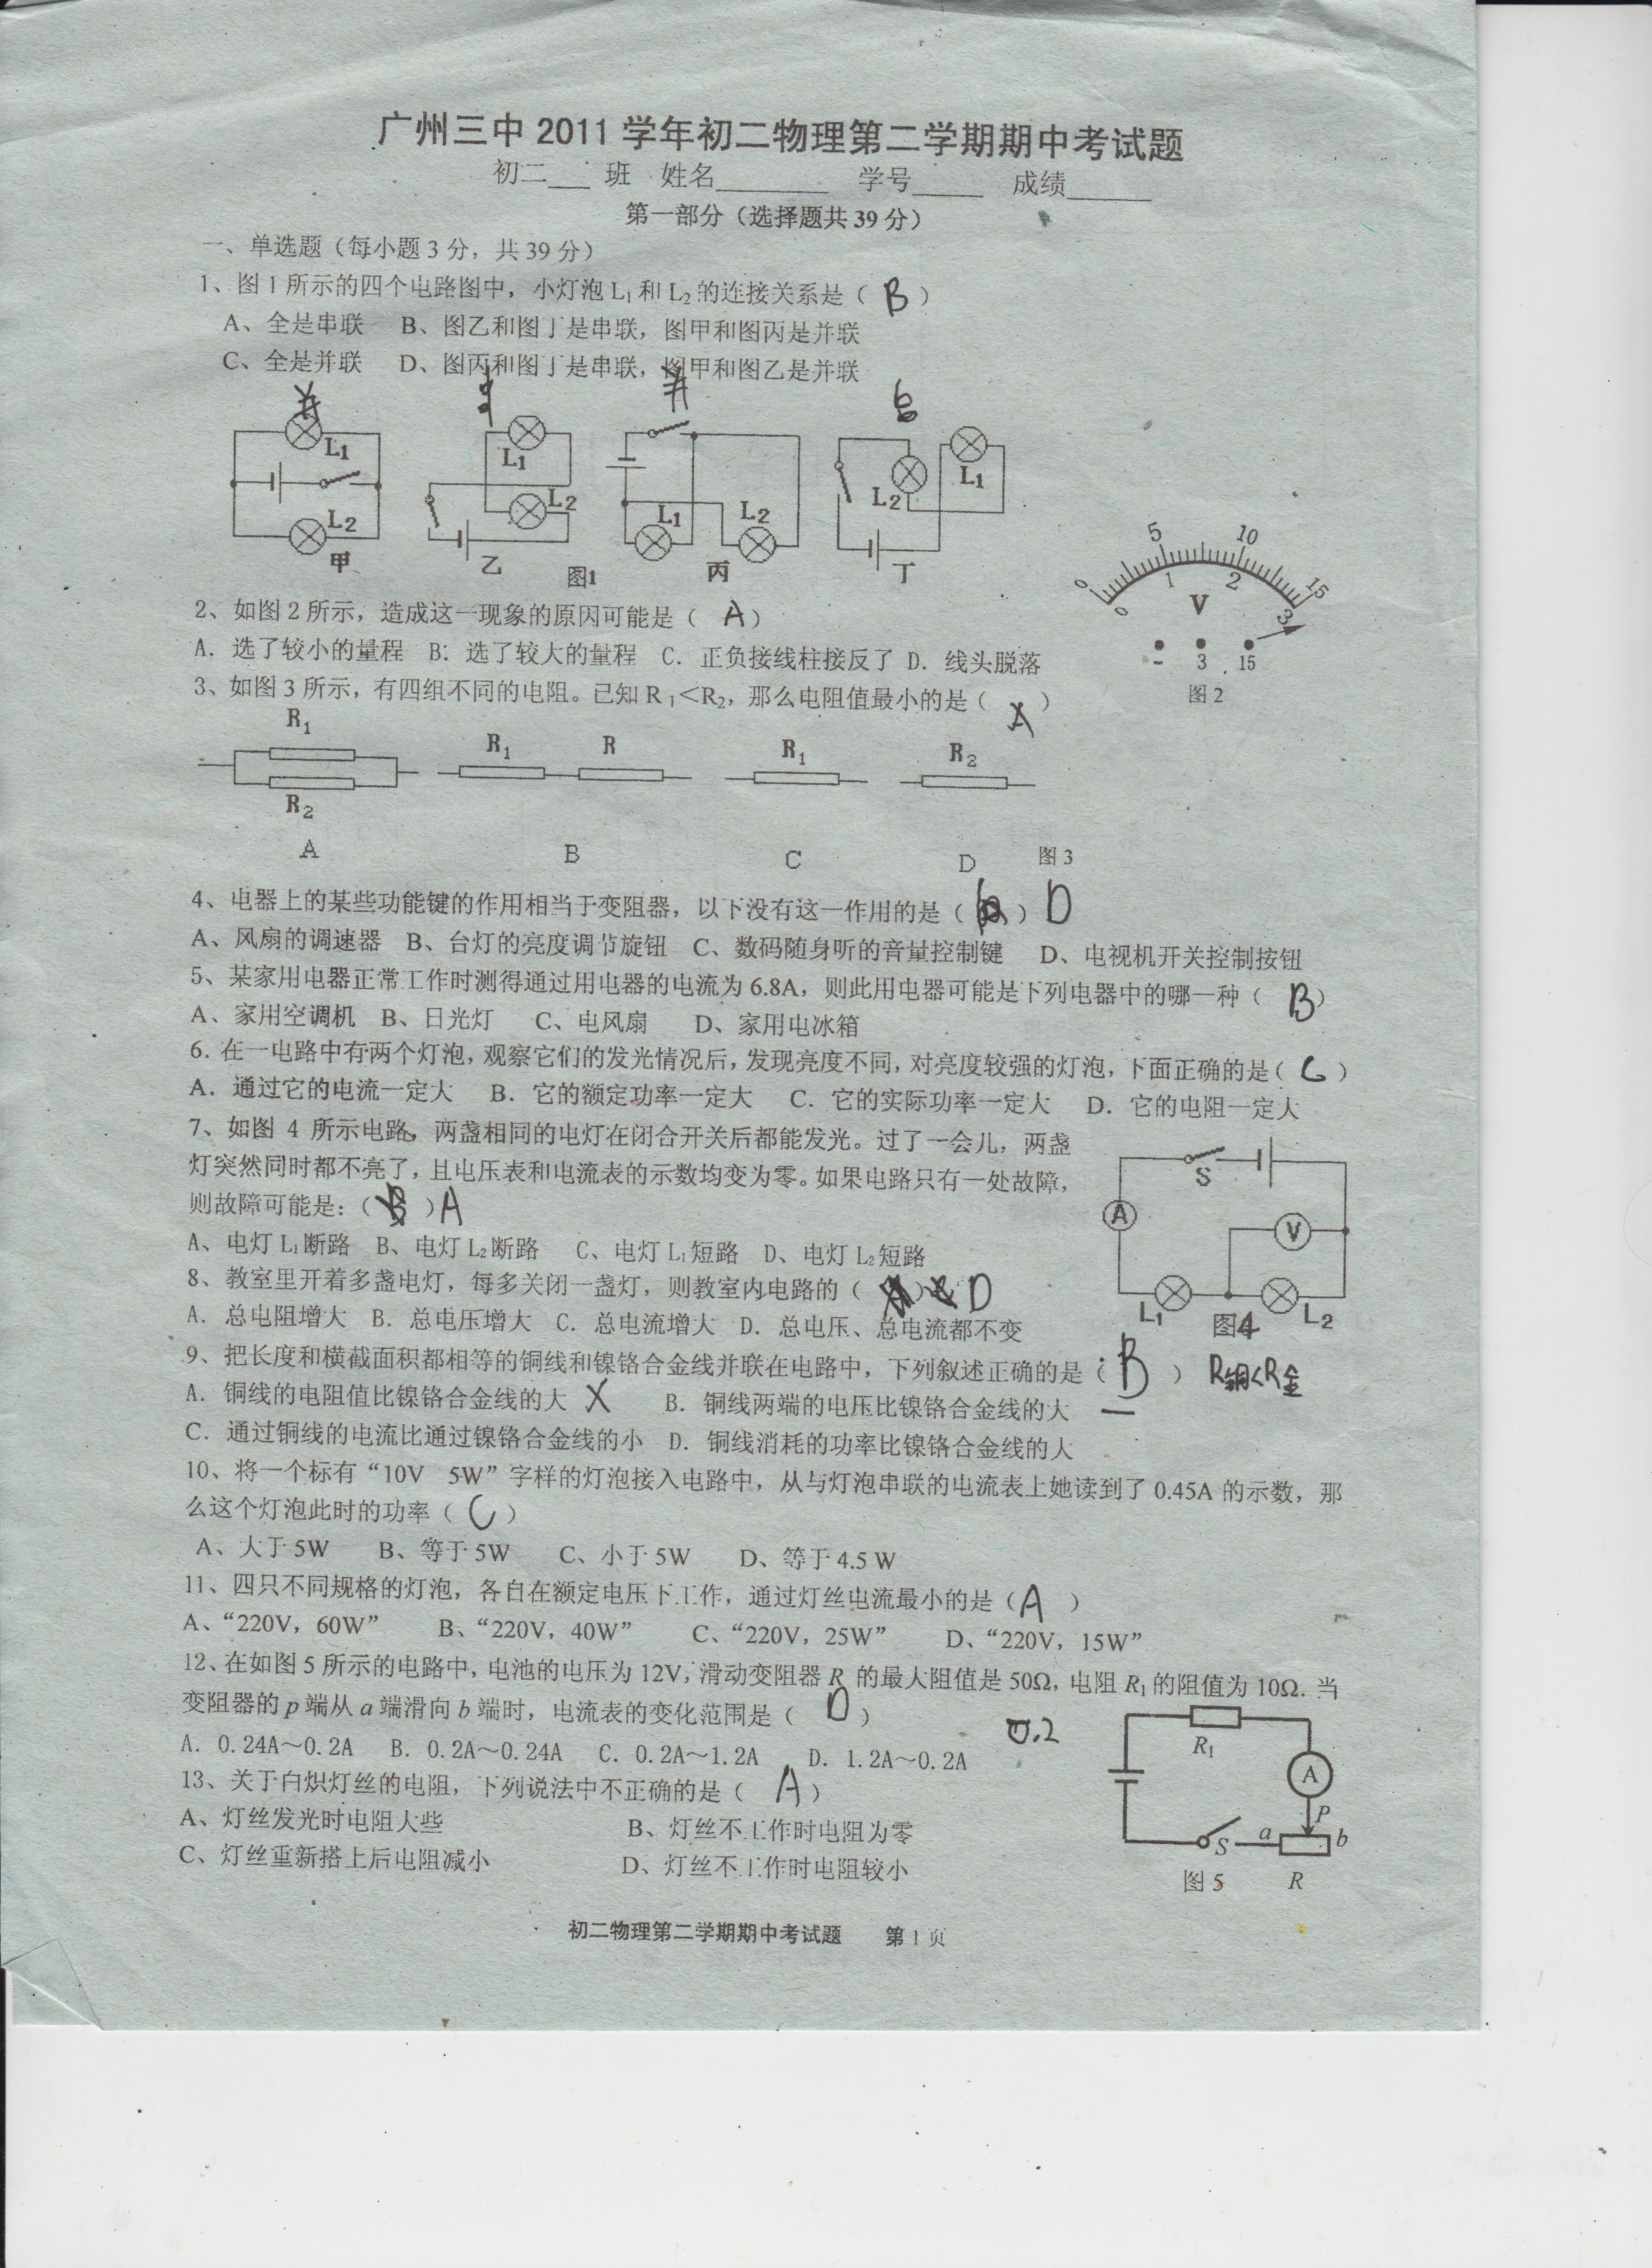 广州三中 2011 学年初二物理第二学期期中考试题
初二___ 班 姓名________ 学号_____ 成绩______
第一部分（选择题共 39 分）
一、单选题（每小题 3 分，共 39 分）
1、图 1 所示的四个电路图中，小灯泡 L₁ 和 L₂ 的连接关系是（ B ）
A、全是串联 B、图乙和图丁是串联，图甲和图丙是并联
C、全是并联 D、图丙和图丁是串联，图甲和图乙是并联
L₁ L₂ 甲
L₁ L₂ 乙
图1
L₁ L₂ 丙
L₂ L₁ 丁
0 5 10 15
0 1 2 3
V
- 3 15
图 2
2、如图 2 所示，造成这一现象的原因可能是（ A ）
A．选了较小的量程 B：选了较大的量程 C．正负接线柱接反了 D．线头脱落
3、如图 3 所示，有四组不同的电阻。已知 R₁＜R₂，那么电阻值最小的是（ A ）
R₁ R₁ R R₁ R₂
R₂
A B C D 图 3
4、电器上的某些功能键的作用相当于变阻器，以下没有这一作用的是（ ） D
A、风扇的调速器 B、台灯的亮度调节旋钮 C、数码随身听的音量控制键 D、电视机开关控制按钮
5、某家用电器正常工作时测得通过用电器的电流为 6.8A，则此用电器可能是下列电器中的哪一种（ B ）
A、家用空调机 B、日光灯 C、电风扇 D、家用电冰箱
6．在一电路中有两个灯泡，观察它们的发光情况后，发现亮度不同，对亮度较强的灯泡，下面正确的是（ C ）
A．通过它的电流一定大 B．它的额定功率一定大 C．它的实际功率一定大 D．它的电阻一定大
7、如图 4 所示电路，两盏相同的电灯在闭合开关后都能发光。过了一会儿，两盏
灯突然同时都不亮了，且电压表和电流表的示数均变为零。如果电路只有一处故障，
则故障可能是：（ B ）A
A、电灯 L₁断路 B、电灯 L₂断路 C、电灯 L₁短路 D、电灯 L₂短路
S A V L₁ L₂
图4
8、教室里开着多盏电灯，每多关闭一盏灯，则教室内电路的（ A ） D
A．总电阻增大 B．总电压增大 C．总电流增大 D．总电压、总电流都不变
9、把长度和横截面积都相等的铜线和镍铬合金线并联在电路中，下列叙述正确的是（ B ） R铜<R金
A．铜线的电阻值比镍铬合金线的大 X B．铜线两端的电压比镍铬合金线的大
C．通过铜线的电流比通过镍铬合金线的小 D．铜线消耗的功率比镍铬合金线的大
10、将一个标有“10V 5W”字样的灯泡接入电路中，从与灯泡串联的电流表上她读到了 0.45A 的示数，那
么这个灯泡此时的功率（ C ）
A、大于 5W B、等于 5W C、小于 5W D、等于 4.5 W
11、四只不同规格的灯泡，各自在额定电压下工作，通过灯丝电流最小的是（ A ）
A、“220V，60W” B、“220V，40W” C、“220V，25W” D、“220V，15W”
12、在如图 5 所示的电路中，电池的电压为 12V，滑动变阻器 R 的最大阻值是 50Ω，电阻 R₁ 的阻值为 10Ω．当
变阻器的 p 端从 a 端滑向 b 端时，电流表的变化范围是（ D ）
0.2
A．0.24A～0.2A B．0.2A～0.24A C．0.2A～1.2A D．1.2A～0.2A
R₁ A P S a b
图 5 R
13、关于白炽灯丝的电阻，下列说法中不正确的是（ A ）
A、灯丝发光时电阻大些 B、灯丝不工作时电阻为零
C、灯丝重新搭上后电阻减小 D、灯丝不工作时电阻较小
初二物理第二学期期中考试题 第 1 页